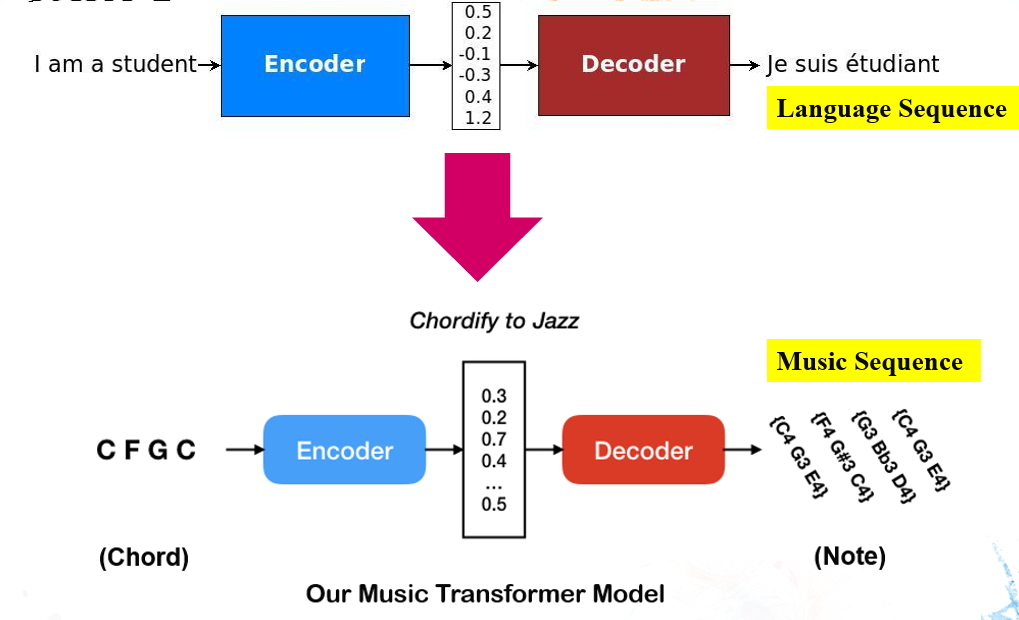 0.5
0.2
-0.1
-0.3
0.4
1.2
I am a student
Encoder
Decoder
Je suis étudiant
Language Sequence
Chordify to Jazz
Music Sequence
0.3
0.2
0.7
0.4
...
0.5
C F G C
Encoder
Decoder
{C4 G3 E4}
{F4 G#3 C4}
{G3 Bb3 D4}
{C4 G3 E4}
(Chord)
(Note)
Our Music Transformer Model